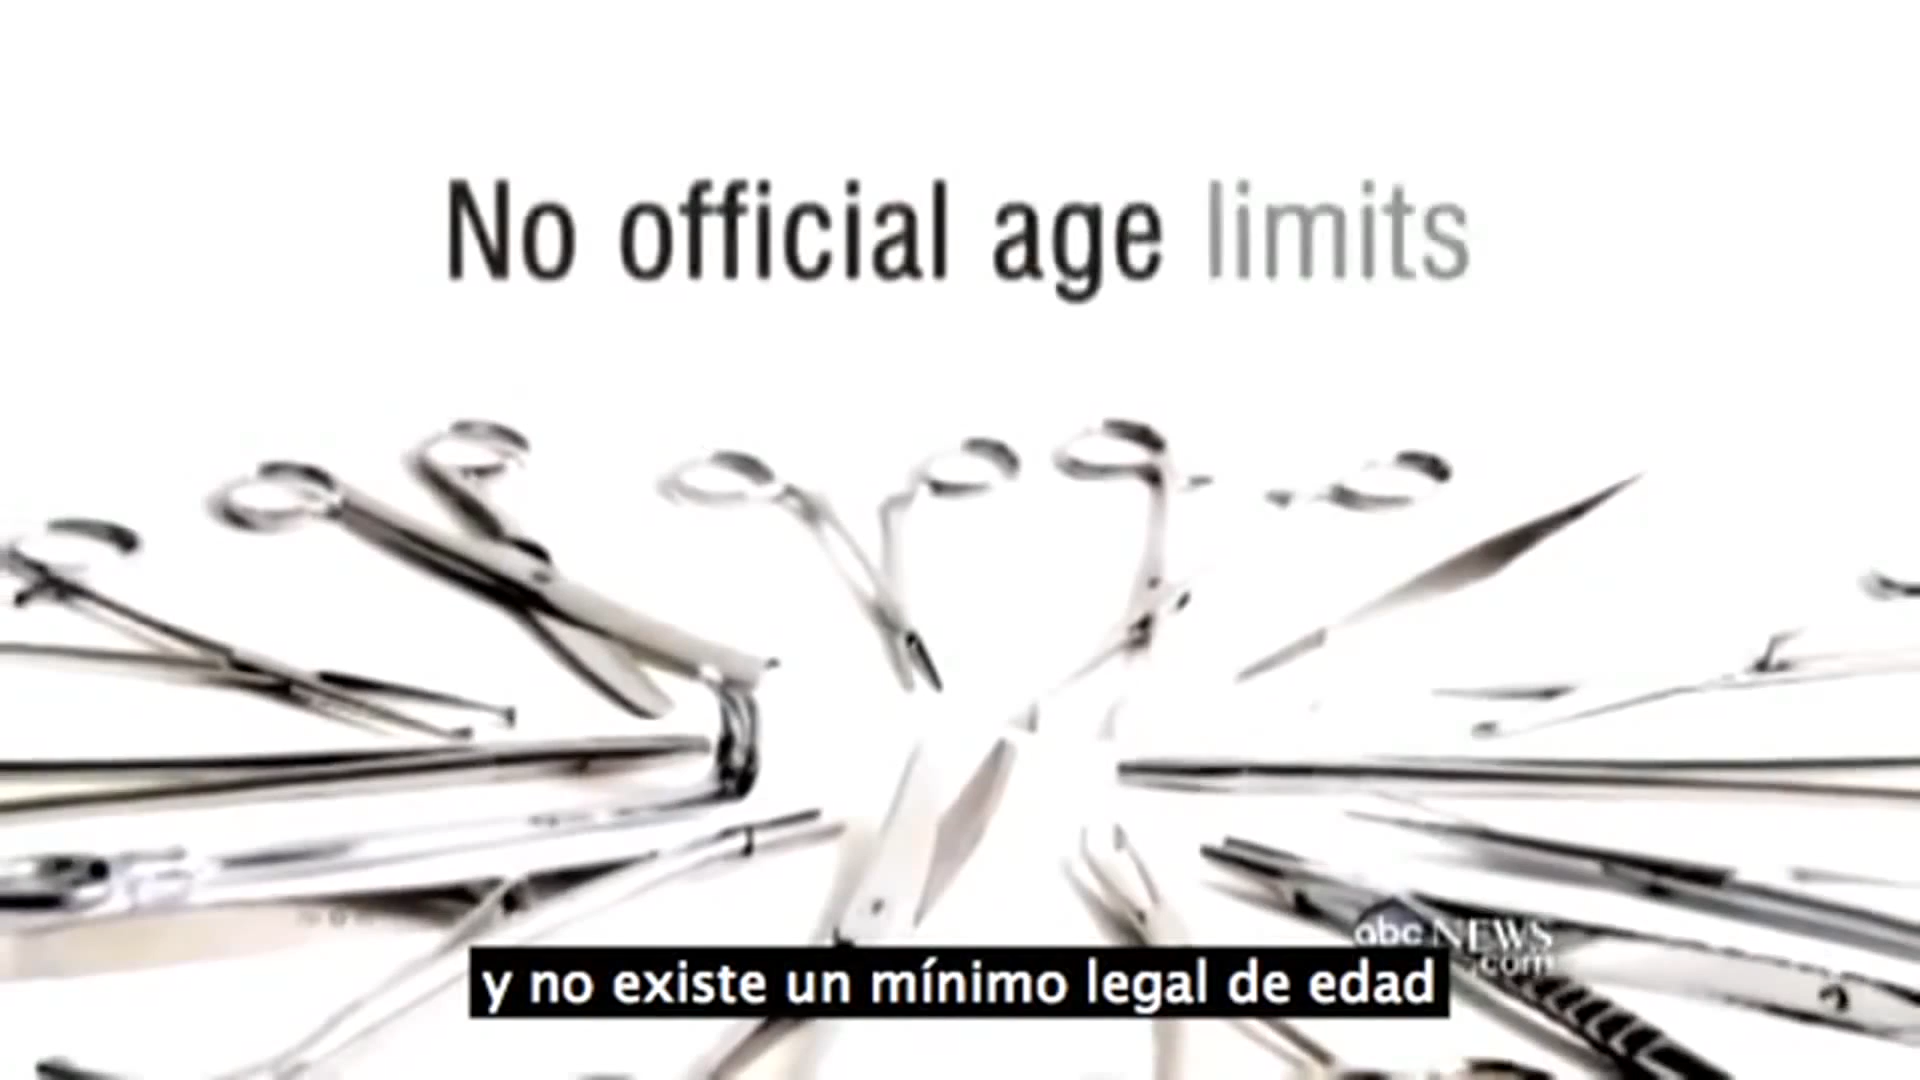 No official age limits
abc NEWS
.com
y no existe un mínimo legal de edad